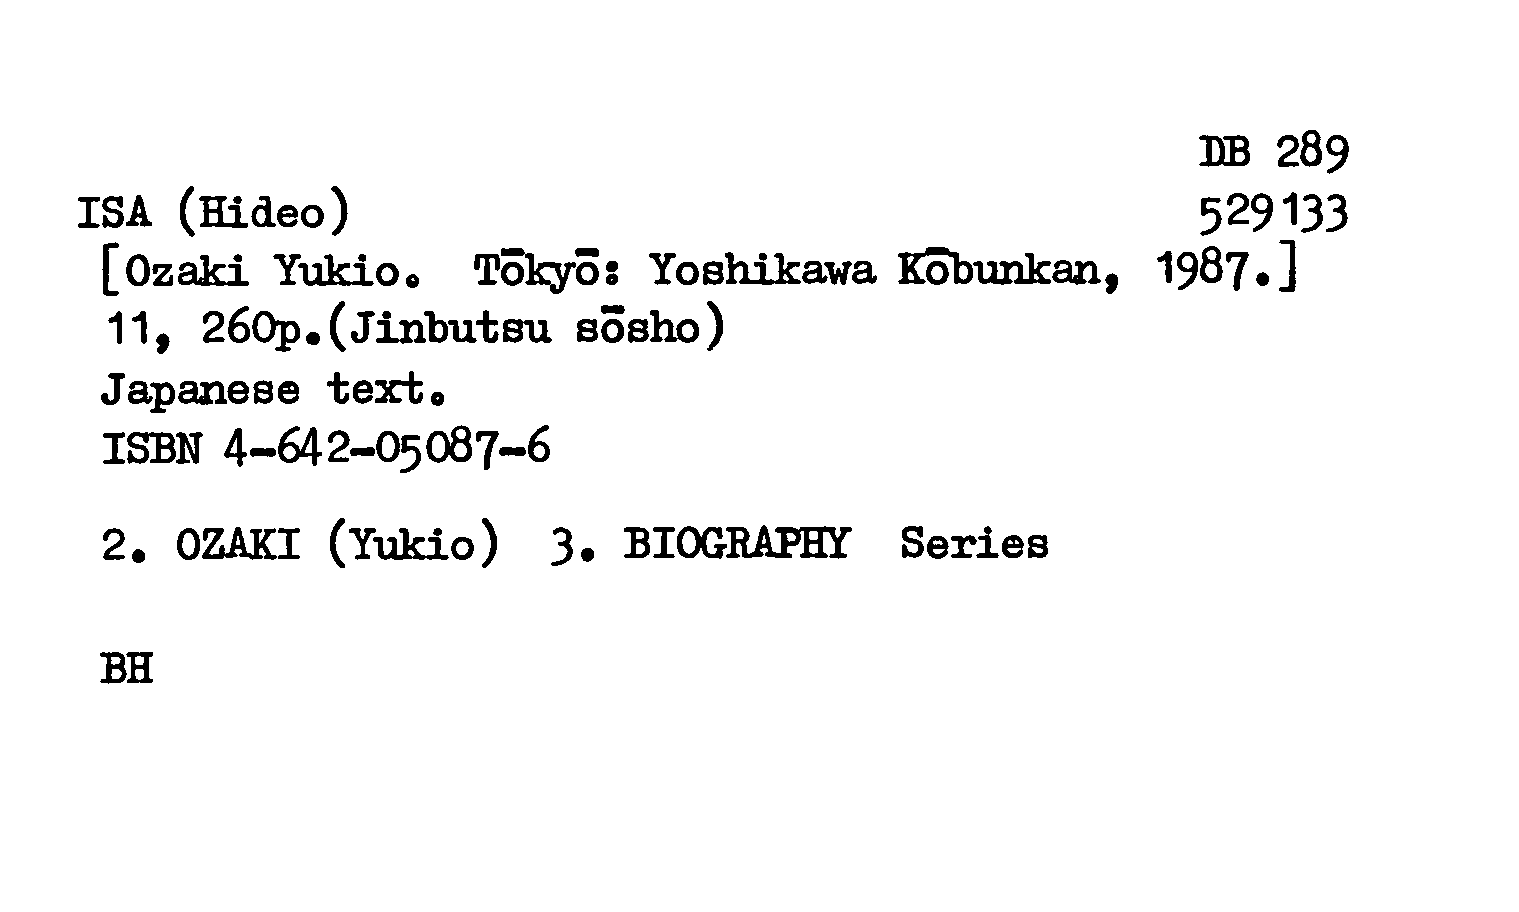 DB 289
ISA (Hideo) 529133
[Ozaki Yukio. Tōkyō: Yoshikawa Kōbunkan, 1987.]
11, 260p.(Jinbutsu sōsho)
Japanese text.
ISBN 4-642-05087-6
2. OZAKI (Yukio) 3. BIOGRAPHY Series
BH